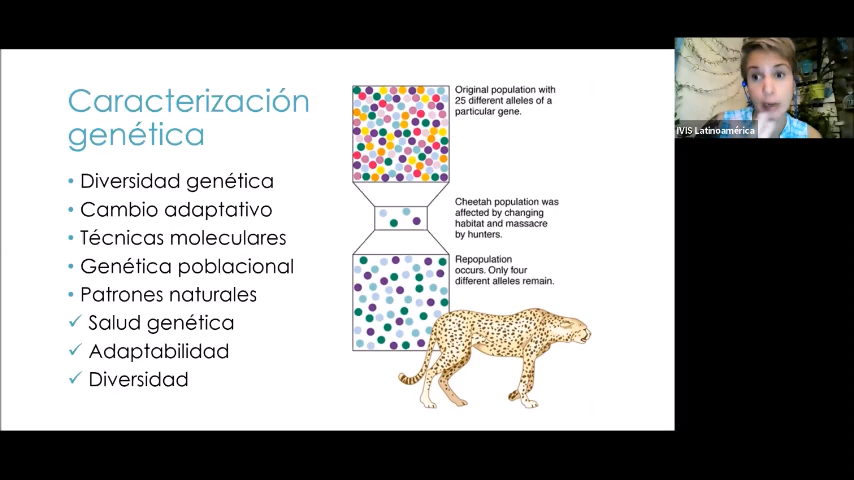 Caracterización
genética
• Diversidad genética
• Cambio adaptativo
• Técnicas moleculares
• Genética poblacional
• Patrones naturales
✓ Salud genética
✓ Adaptabilidad
✓ Diversidad
Original population with
25 different alleles of a
particular gene.
Cheetah population was
affected by changing
habitat and massacre
by hunters.
Repopulation
occurs. Only four
different alleles remain.
IVIS Latinoamérica